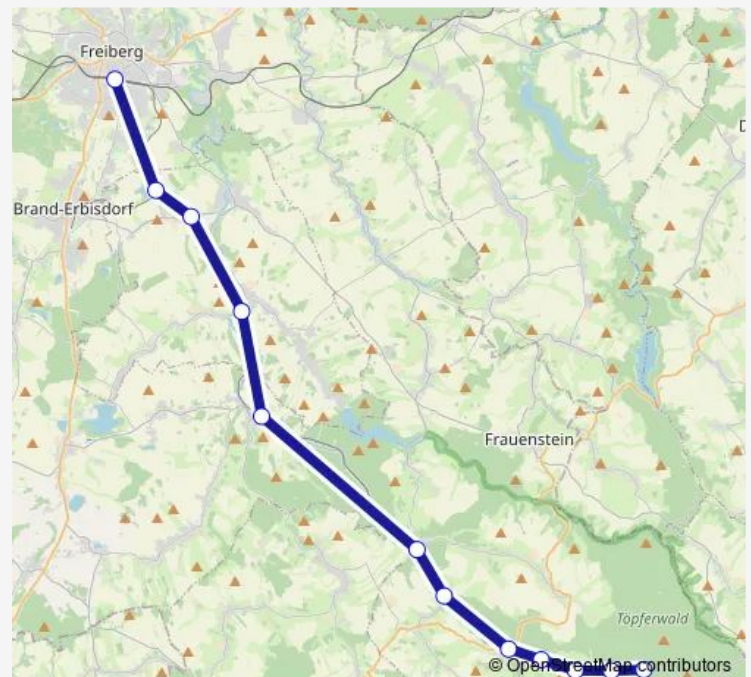 Freiberg
D
Brand-Erbisdorf
Frauenstein
Töpferwald
© OpenStreetMap contributors